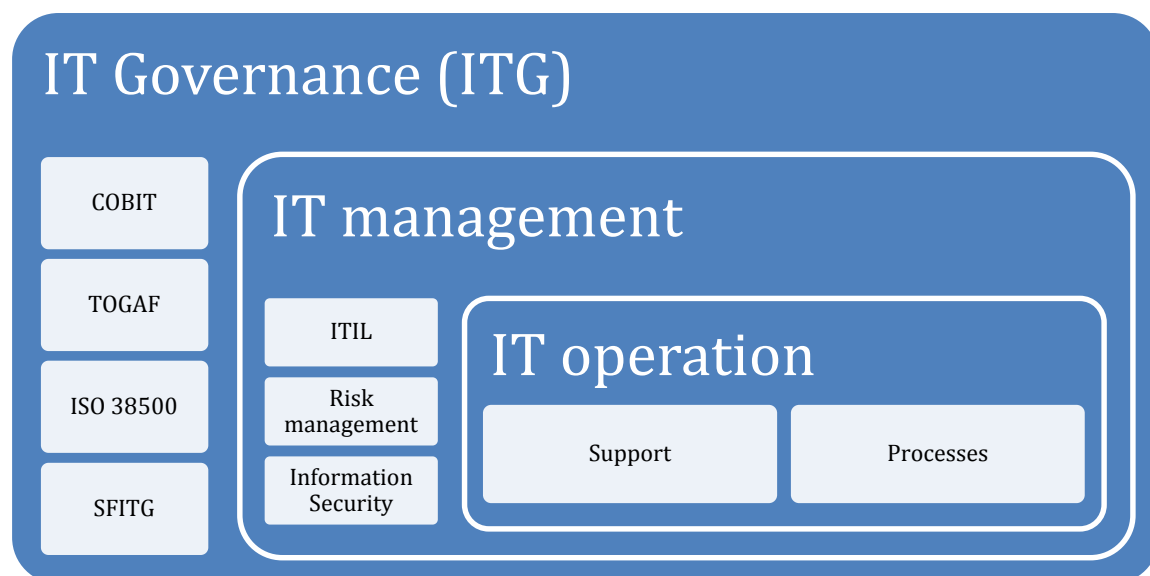 IT Governance (ITG)
COBIT
TOGAF
ISO 38500
SFITG
IT management
ITIL
Risk
management
Information
Security
IT operation
Support
Processes